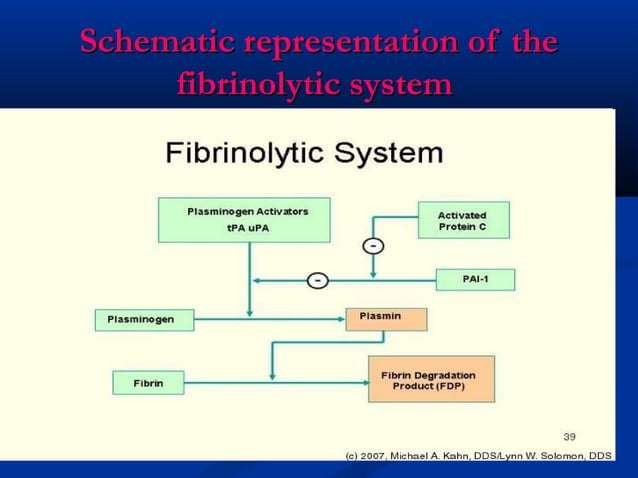 Schematic representation of the
fibrinolytic system
Fibrinolytic System
Plasminogen Activators
tPA uPA
Activated
Protein C
-
-
PAI-1
Plasminogen
Plasmin
Fibrin
Fibrin Degradation
Product (FDP)
39
(c) 2007, Michael A. Kahn, DDS/Lynn W. Solomon, DDS